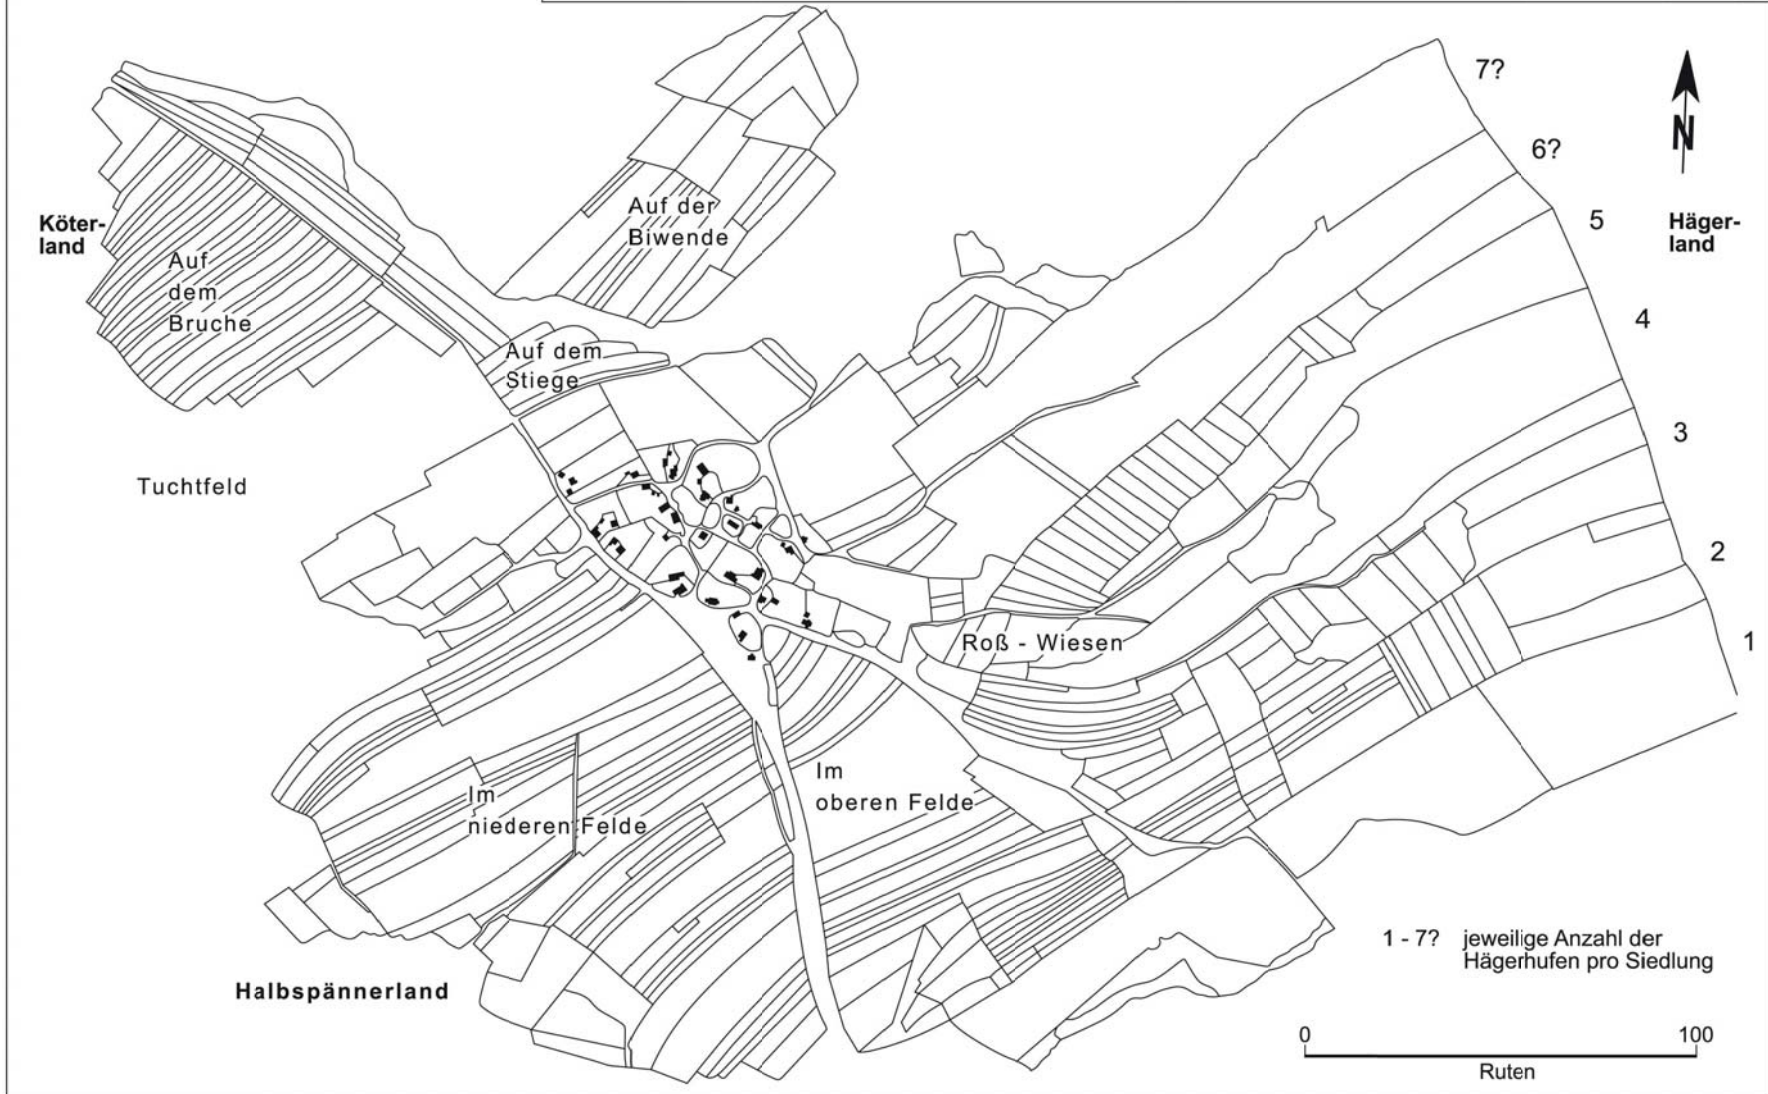 7?
6?
5
Häger-
land
4
3
2
1
N
Köter-
land
Auf
dem
Bruche
Auf der
Biwende
Auf dem
Stiege
Tuchtfeld
Roß - Wiesen
Im
oberen Felde
Im
niederen Felde
Halbspännerland
1 - 7? jeweilige Anzahl der
Hägerhufen pro Siedlung
0 100
Ruten